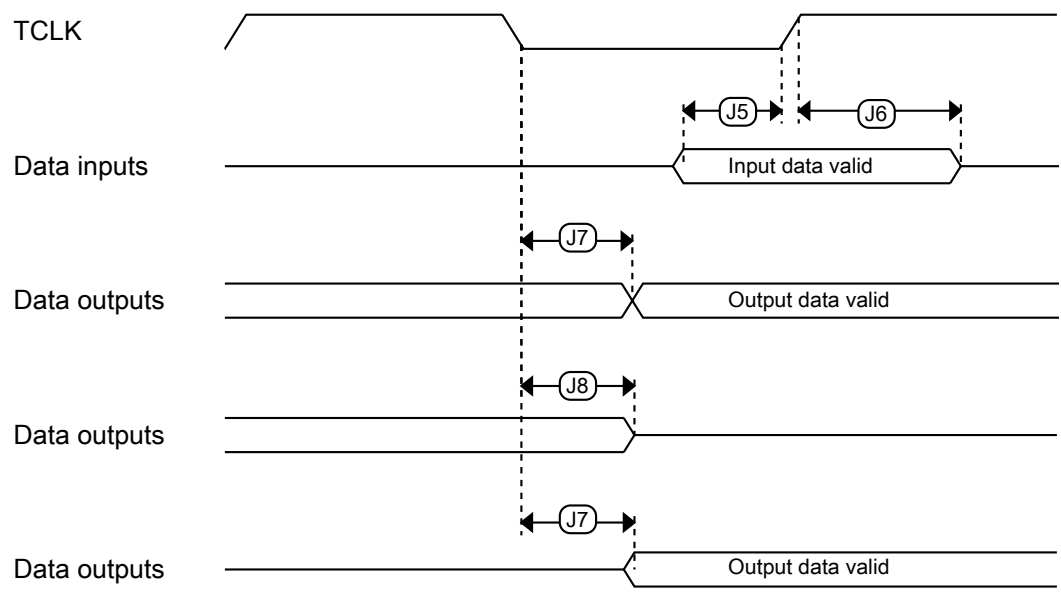 TCLK
J5
J6
Data inputs
Input data valid
J7
Data outputs
Output data valid
J8
Data outputs
J7
Data outputs
Output data valid